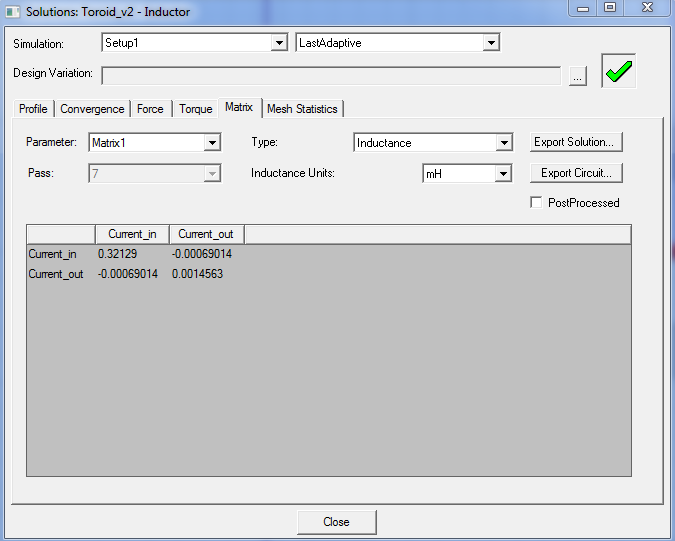 Solutions: Toroid_v2 - Inductor
Simulation: Setup1 LastAdaptive
Design Variation: ...
Profile Convergence Force Torque Matrix Mesh Statistics
Parameter: Matrix1 Type: Inductance Export Solution...
Pass: 7 Inductance Units: mH Export Circuit...
PostProcessed
Current_in Current_out
Current_in 0.32129 -0.00069014
Current_out -0.00069014 0.0014563
Close